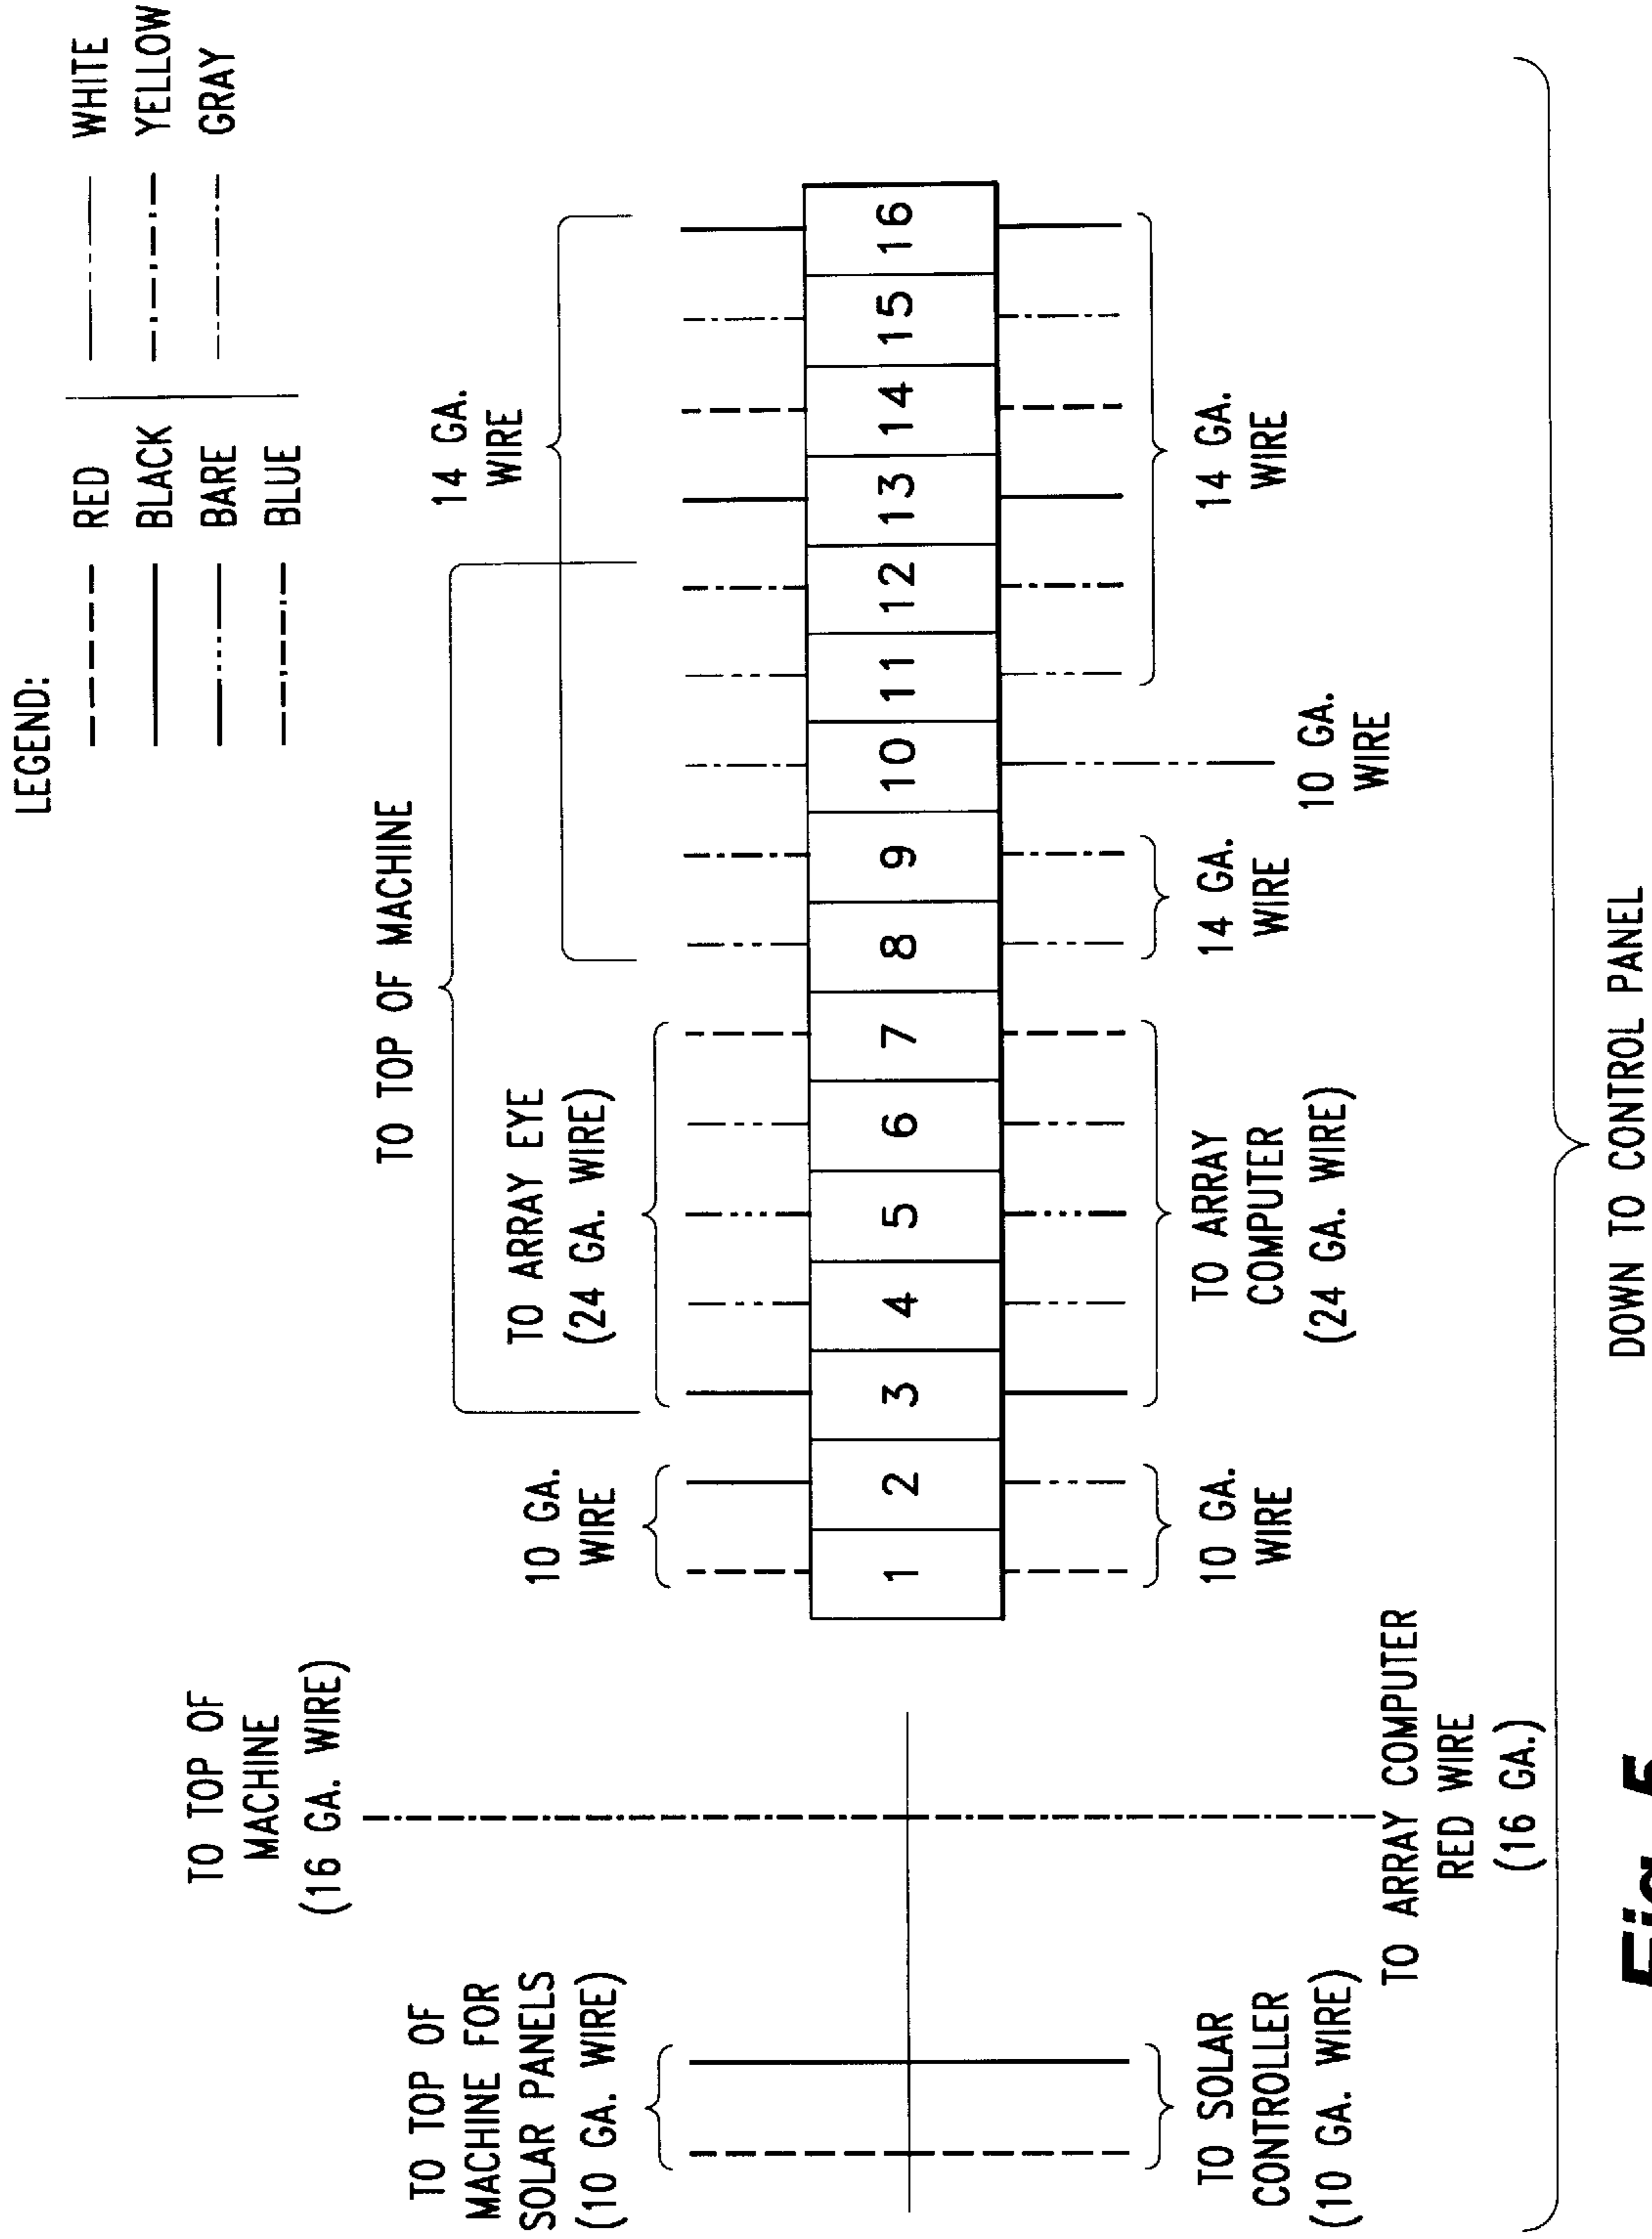 LEGEND:
RED
BLACK
BARE
BLUE
WHITE
YELLOW
GRAY
TO TOP OF
MACHINE
(16 GA. WIRE)
TO TOP OF MACHINE
14 GA.
WIRE
TO TOP OF
MACHINE FOR
SOLAR PANELS
(10 GA. WIRE)
10 GA.
WIRE
TO ARRAY EYE
(24 GA. WIRE)
1 2 3 4 5 6 7 8 9 10 11 12 13 14 15 16
TO SOLAR
CONTROLLER
(10 GA. WIRE)
TO ARRAY COMPUTER
RED WIRE
(16 GA.)
10 GA.
WIRE
TO ARRAY
COMPUTER
(24 GA. WIRE)
14 GA.
WIRE
10 GA.
WIRE
14 GA.
WIRE
DOWN TO CONTROL PANEL
Fig. 5